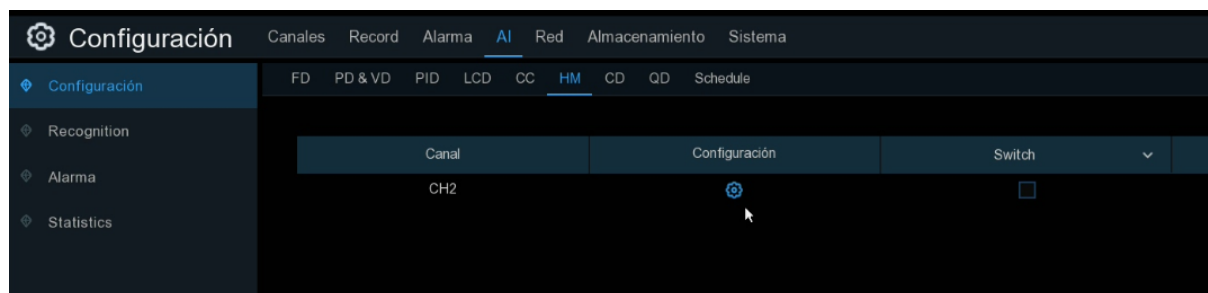 Configuración Canales Record Alarma AI Red Almacenamiento Sistema
Configuración
Recognition
Alarma
Statistics
FD PD & VD PID LCD CC HM CD QD Schedule
Canal Configuración Switch
CH2